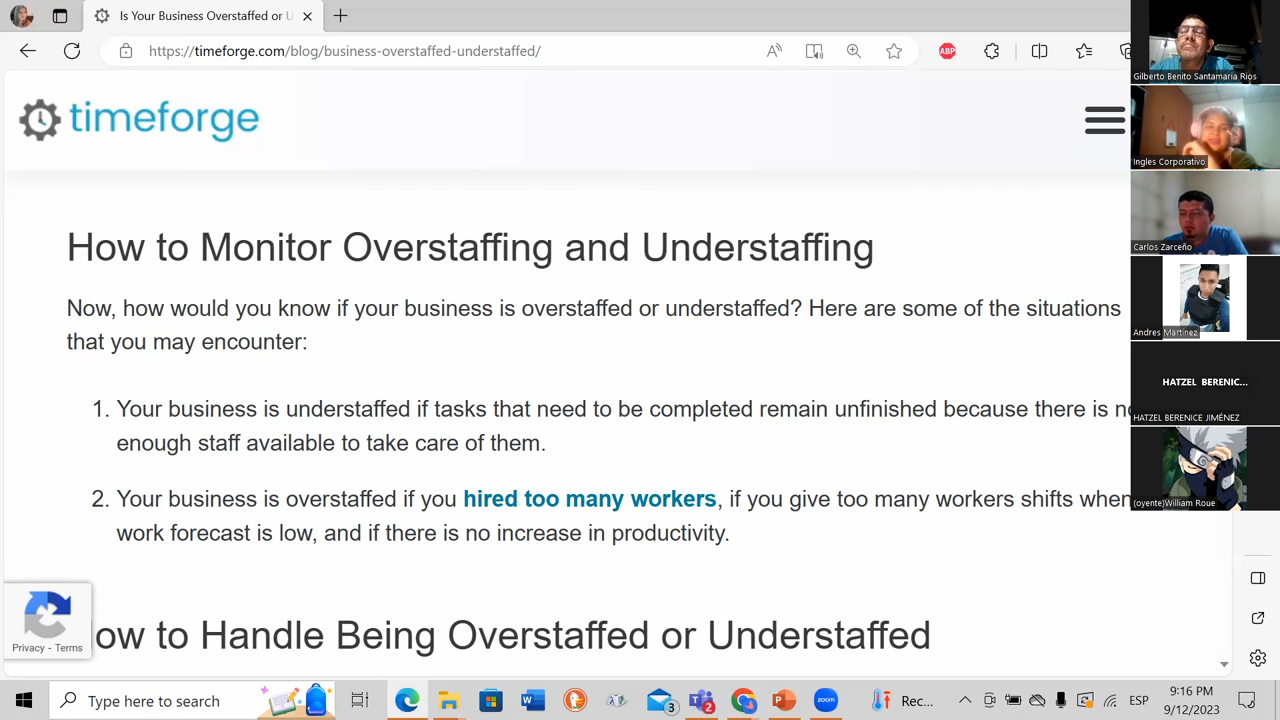 Is Your Business Overstaffed or U
https://timeforge.com/blog/business-overstaffed-understaffed/
ABP
timeforge
How to Monitor Overstaffing and Understaffing
Now, how would you know if your business is overstaffed or understaffed? Here are some of the situations
that you may encounter:
1. Your business is understaffed if tasks that need to be completed remain unfinished because there is no
enough staff available to take care of them.
2. Your business is overstaffed if you hired too many workers, if you give too many workers shifts when
work forecast is low, and if there is no increase in productivity.
How to Handle Being Overstaffed or Understaffed
Privacy - Terms
Gilberto Benito Santamaria Rios
Ingles Corporativo
Carlos Zarceño
Andres Martinez
HATZEL BERENIC...
HATZEL BERENICE JIMÉNEZ
(oyente)William Roue
Type here to search
3
2
zoom
Rec...
ESP
9:16 PM
9/12/2023